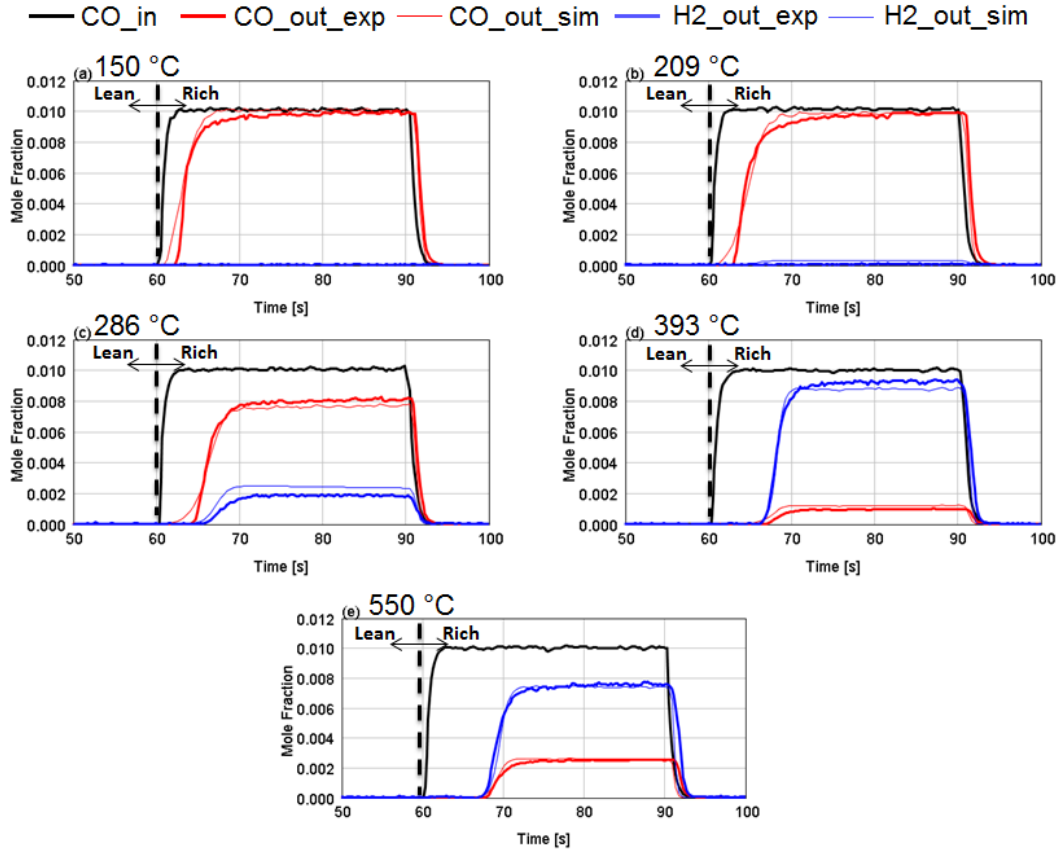 CO_in CO_out_exp CO_out_sim H2_out_exp H2_out_sim
(a) 150 °C
Lean Rich
0.012
0.010
0.008
0.006
0.004
0.002
0.000
Mole Fraction
50 60 70 80 90 100
Time [s]
(b) 209 °C
Lean Rich
0.012
0.010
0.008
0.006
0.004
0.002
0.000
Mole Fraction
50 60 70 80 90 100
Time [s]
(c) 286 °C
Lean Rich
0.012
0.010
0.008
0.006
0.004
0.002
0.000
Mole Fraction
50 60 70 80 90 100
Time [s]
(d) 393 °C
Lean Rich
0.012
0.010
0.008
0.006
0.004
0.002
0.000
Mole Fraction
50 60 70 80 90 100
Time [s]
(e) 550 °C
Lean Rich
0.012
0.010
0.008
0.006
0.004
0.002
0.000
Mole Fraction
50 60 70 80 90 100
Time [s]